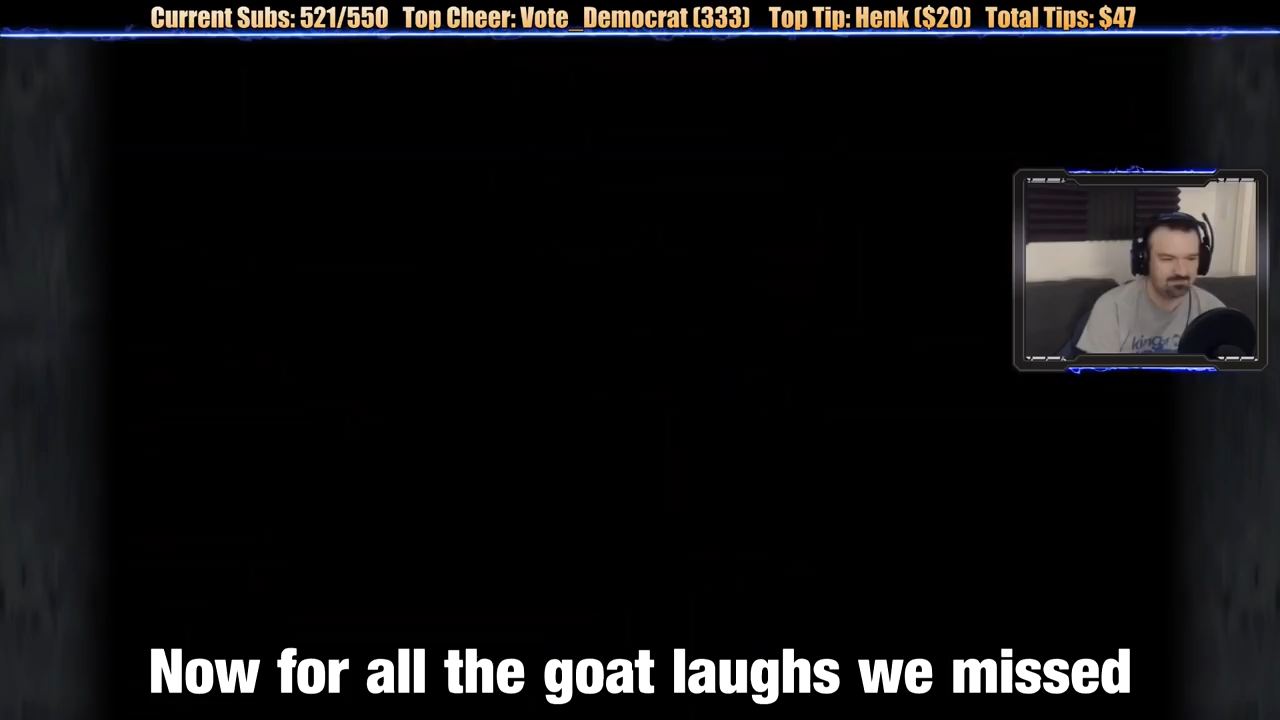 Current Subs: 521/550 Top Cheer: Vote_Democrat (333) Top Tip: Henk ($20) Total Tips: $47
Now for all the goat laughs we missed